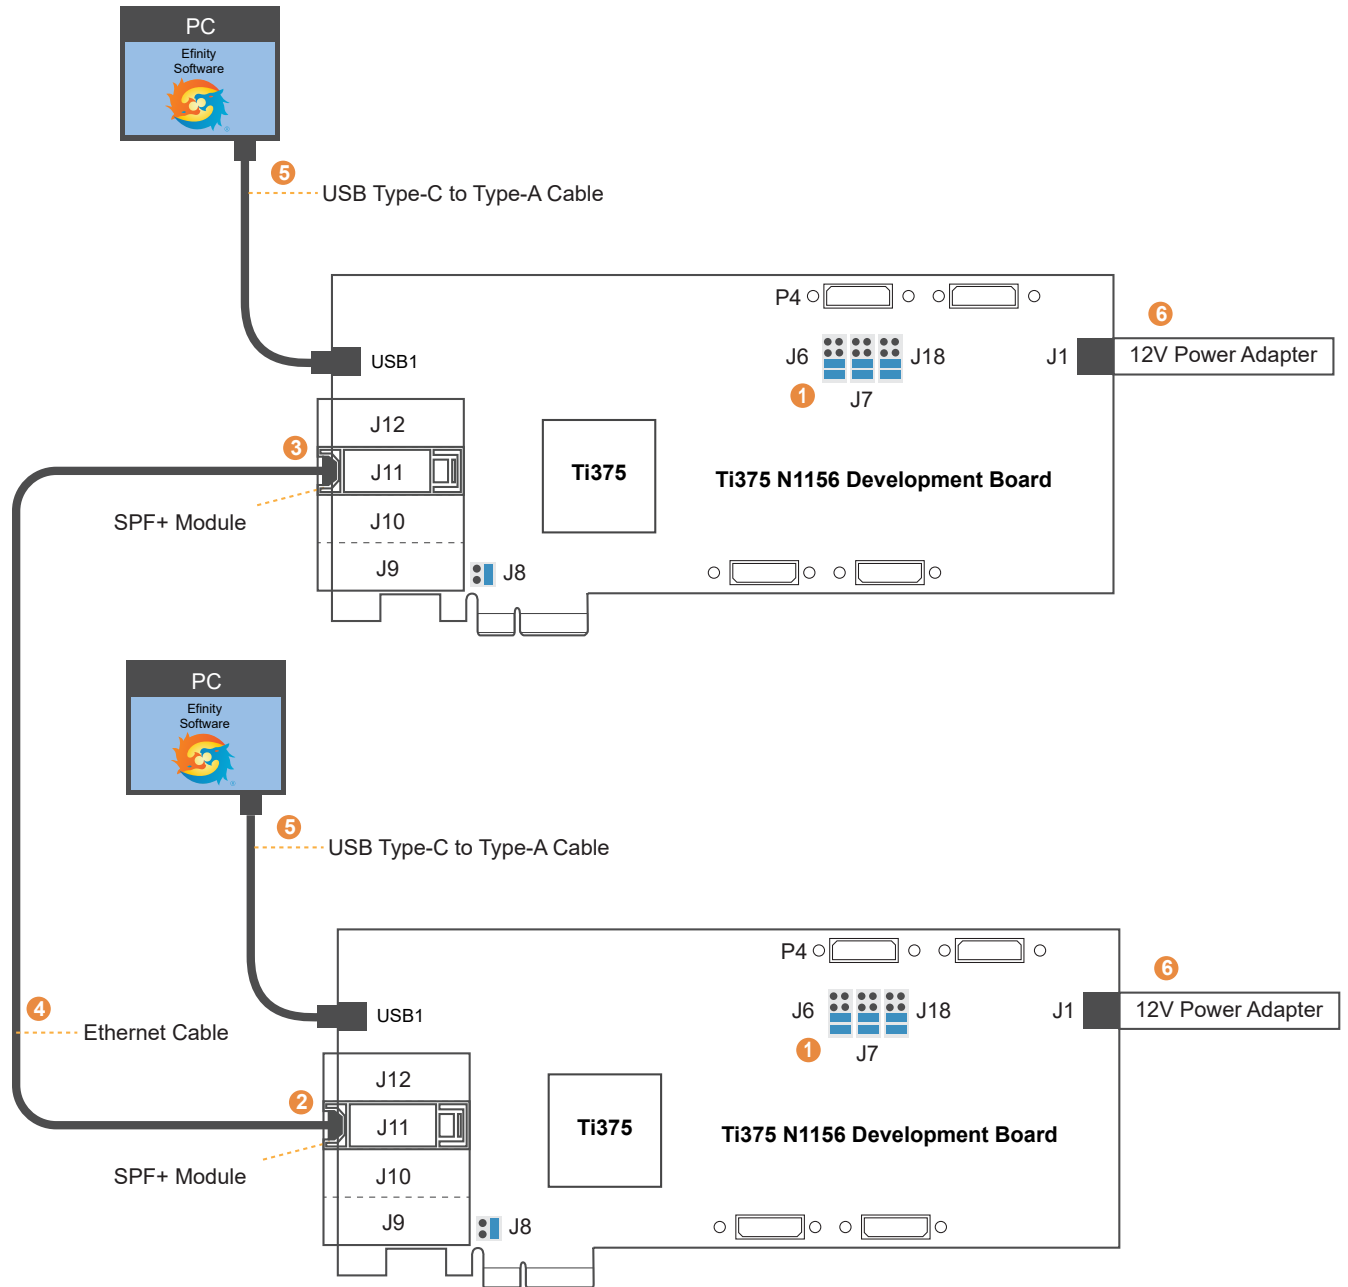 PC
Efinity
Software
5
USB Type-C to Type-A Cable
P4
6
J6
J18
J1
12V Power Adapter
USB1
1
J7
J12
3
J11
Ti375
Ti375 N1156 Development Board
SPF+ Module
J10
J9
J8
PC
Efinity
Software
5
USB Type-C to Type-A Cable
P4
6
4
Ethernet Cable
USB1
J6
J18
J1
12V Power Adapter
1
J7
J12
2
J11
Ti375
Ti375 N1156 Development Board
SPF+ Module
J10
J9
J8